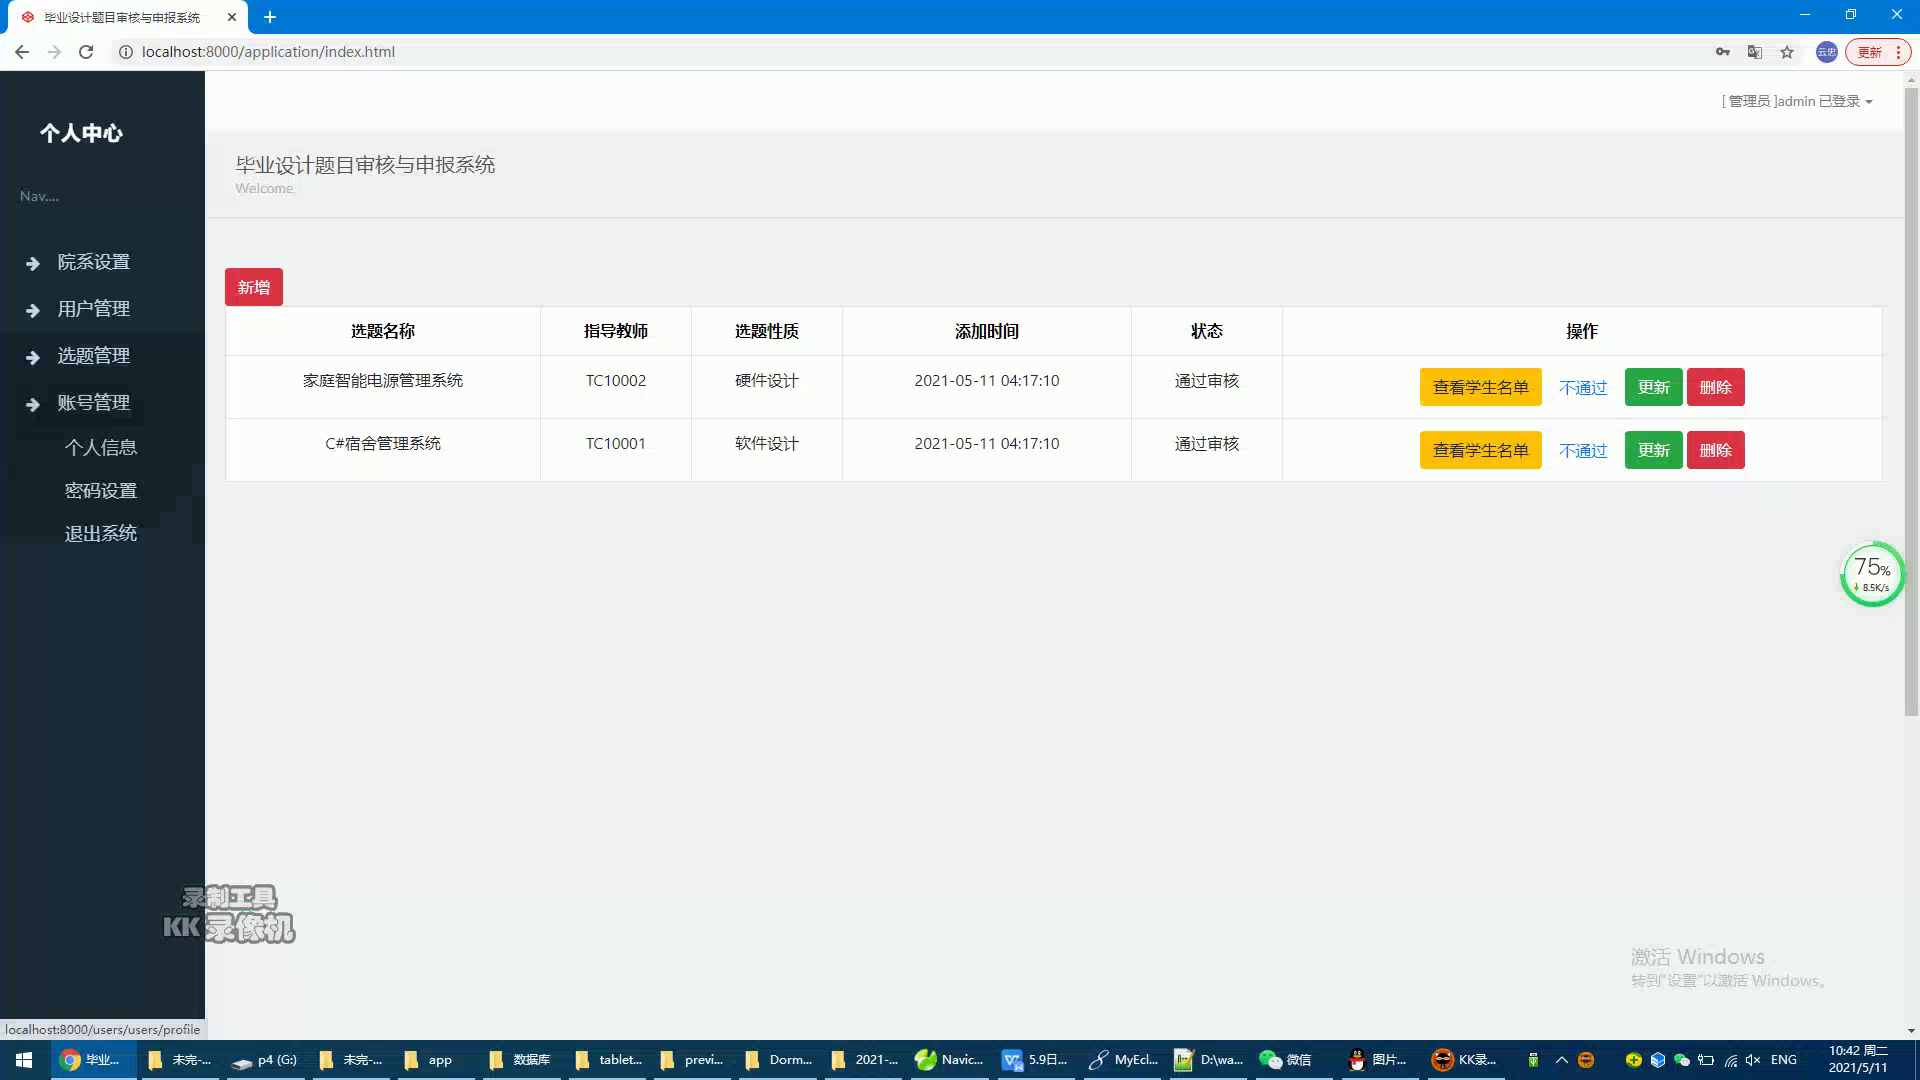 毕业设计题目审核与申报系统
localhost:8000/application/index.html
云忠
更新
[ 管理员 ]admin 已登录
个人中心
毕业设计题目审核与申报系统
Welcome,
Nav....
院系设置
用户管理
选题管理
账号管理
个人信息
密码设置
退出系统
新增
选题名称 指导教师 选题性质 添加时间 状态 操作
家庭智能电源管理系统 TC10002 硬件设计 2021-05-11 04:17:10 通过审核 查看学生名单 不通过 更新 删除
C#宿舍管理系统 TC10001 软件设计 2021-05-11 04:17:10 通过审核 查看学生名单 不通过 更新 删除
75%
8.5K/s
录制工具
KK 录像机
激活 Windows
转到"设置"以激活 Windows。
localhost:8000/users/users/profile
毕业... 未完-... p4 (G:) 未完-... app 数据库 tablet... previ... Dorm... 2021-... Navic... 5.9日... MyEcl... D:\wa... 微信 图片... KK录... ENG
10:42 周二
2021/5/11